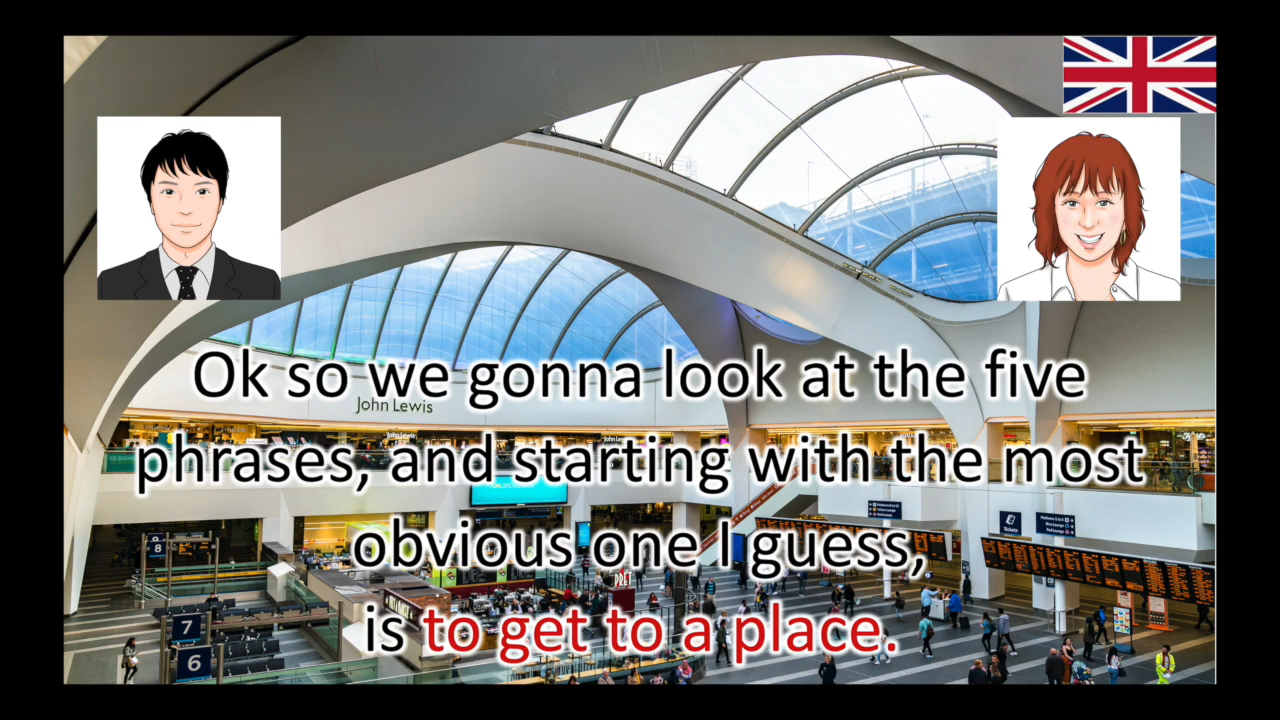 Ok so we gonna look at the five
John Lewis
phrases, and starting with the most
obvious one I guess,
is to get to a place.
PRET
Tickets
8
7
6